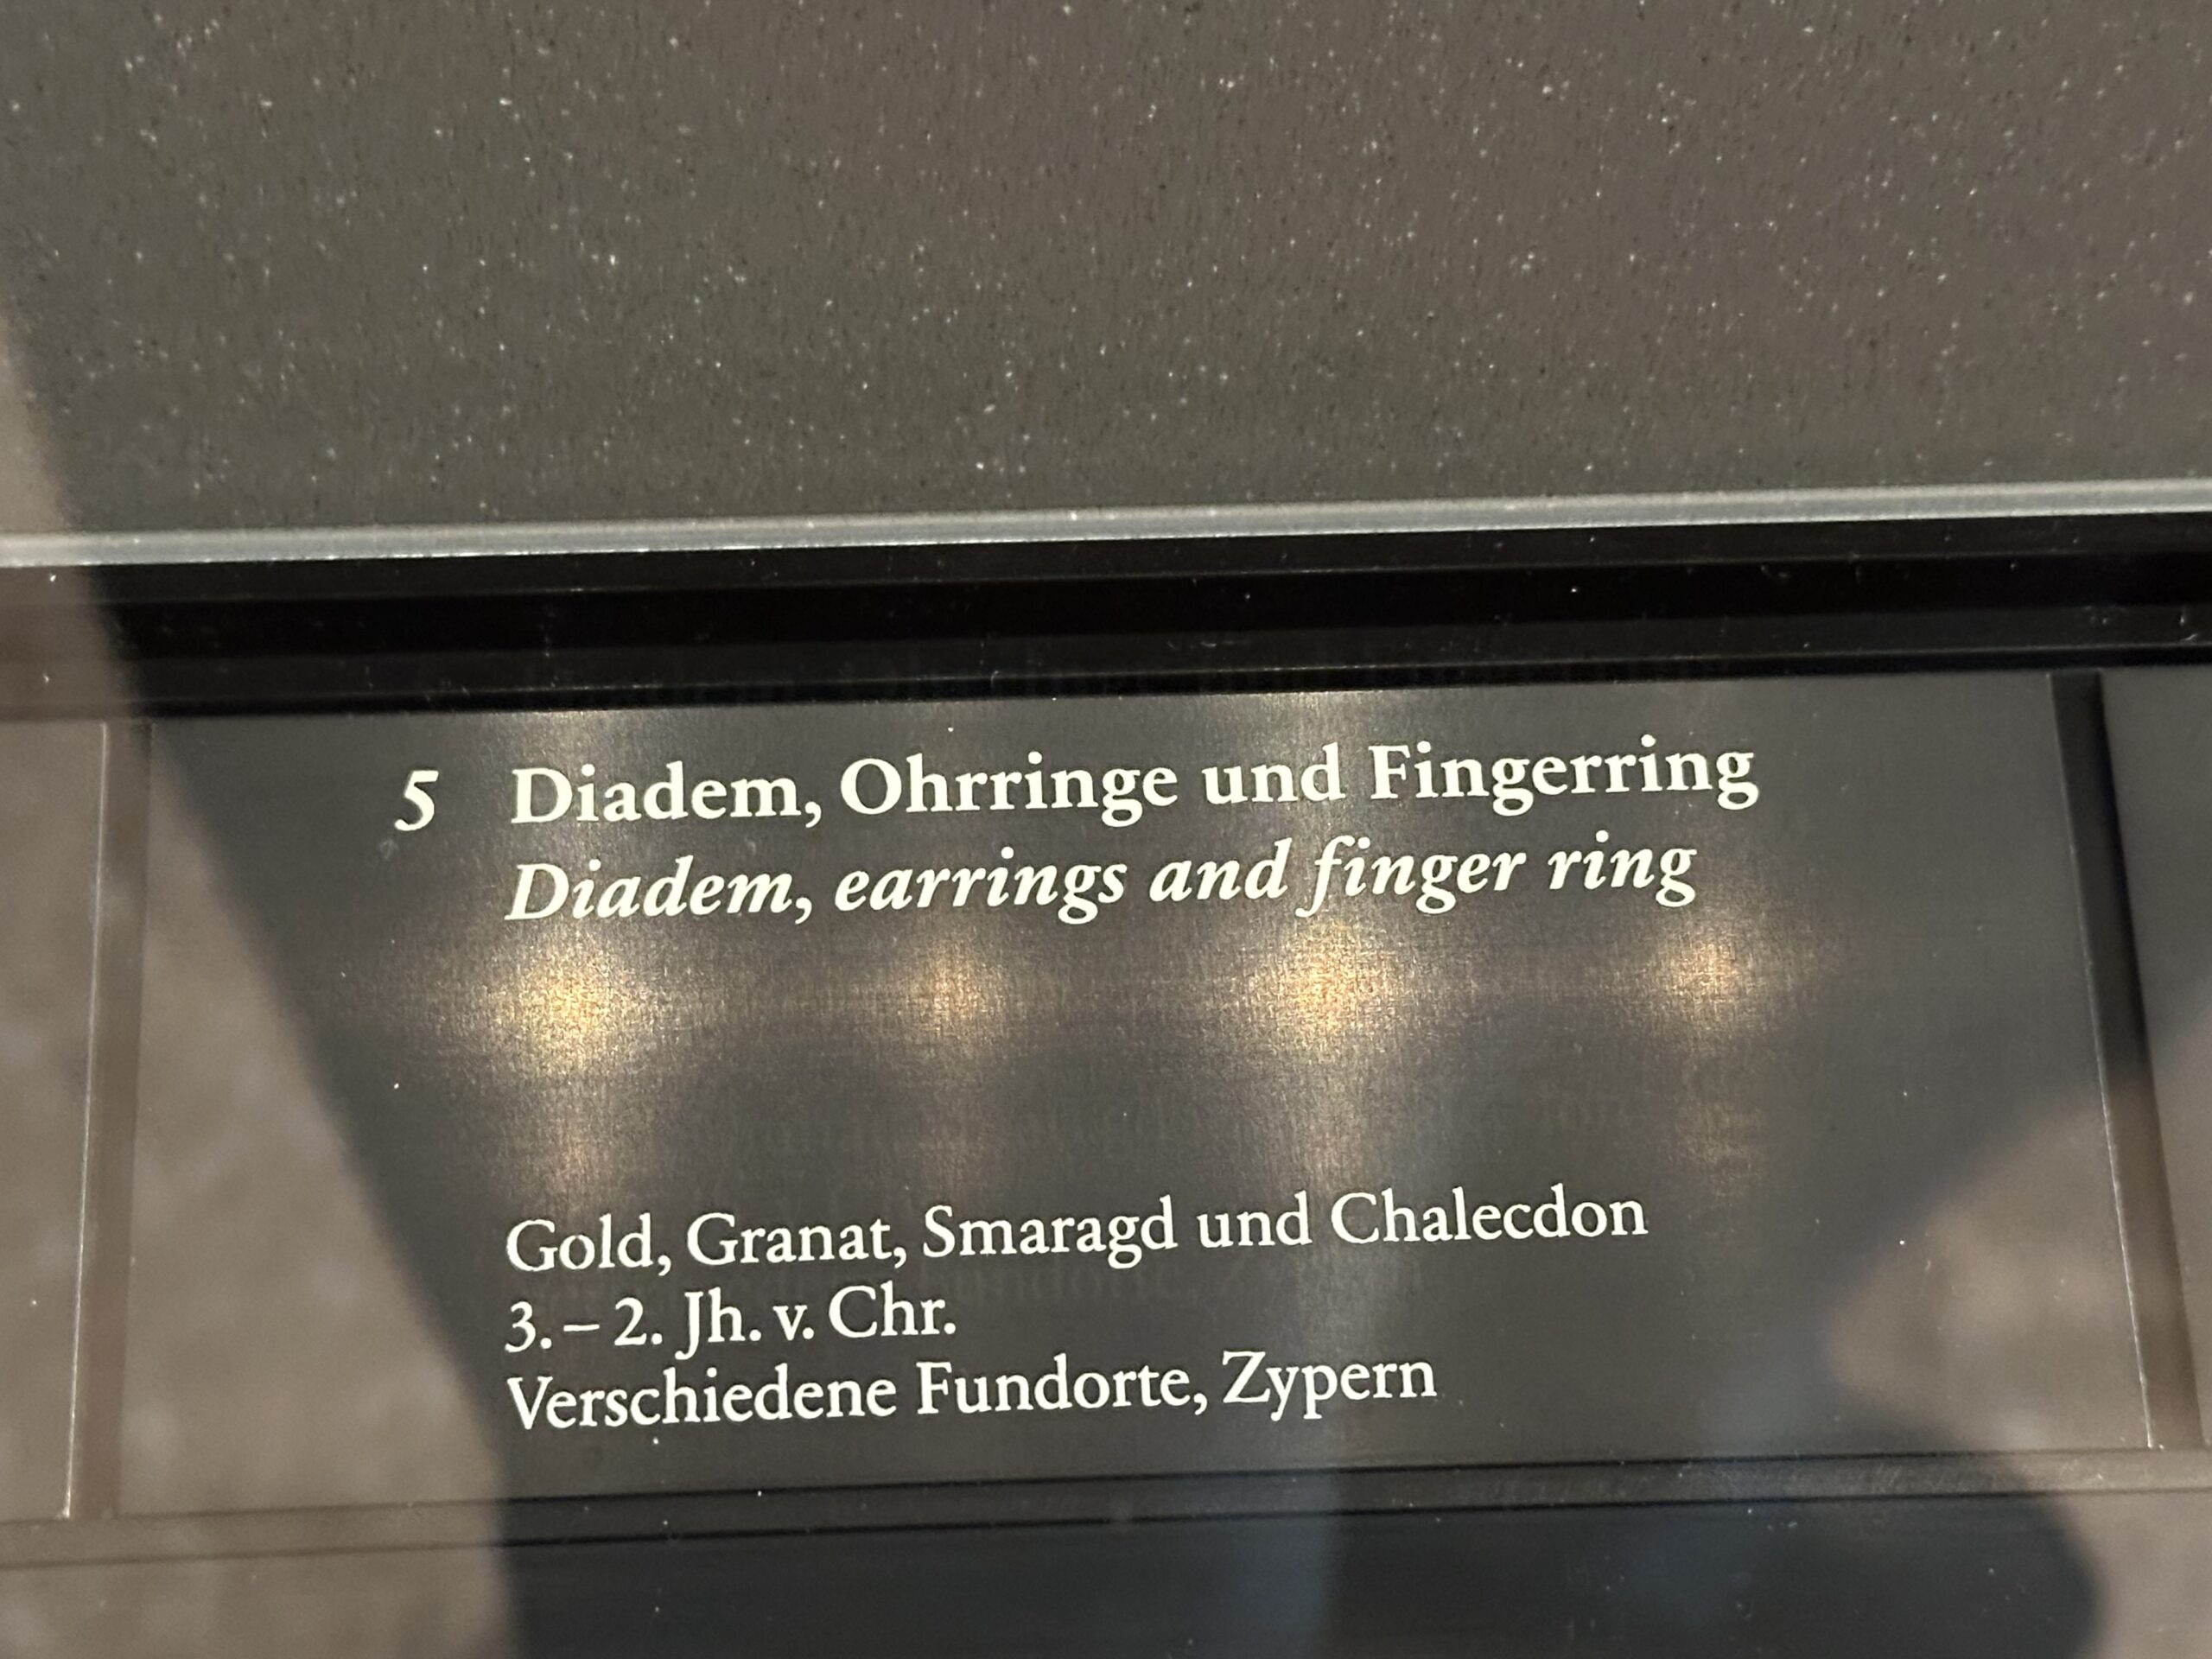 5 Diadem, Ohrringe und Fingerring
Diadem, earrings and finger ring
Gold, Granat, Smaragd und Chalecdon
3. – 2. Jh. v. Chr.
Verschiedene Fundorte, Zypern